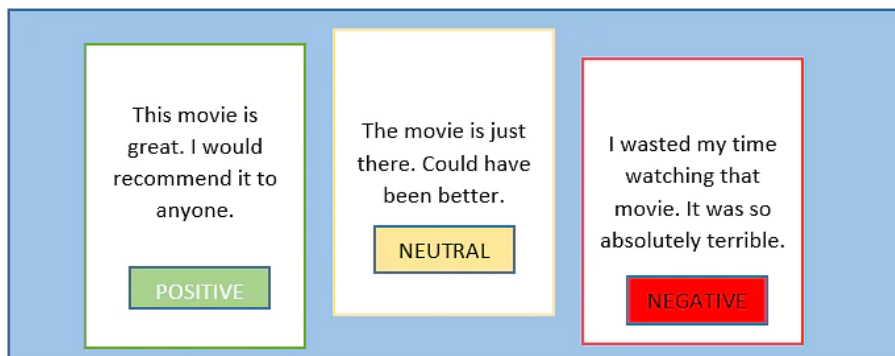 This movie is
great. I would
recommend it to
anyone.
POSITIVE
The movie is just
there. Could have
been better.
NEUTRAL
I wasted my time
watching that
movie. It was so
absolutely terrible.
NEGATIVE